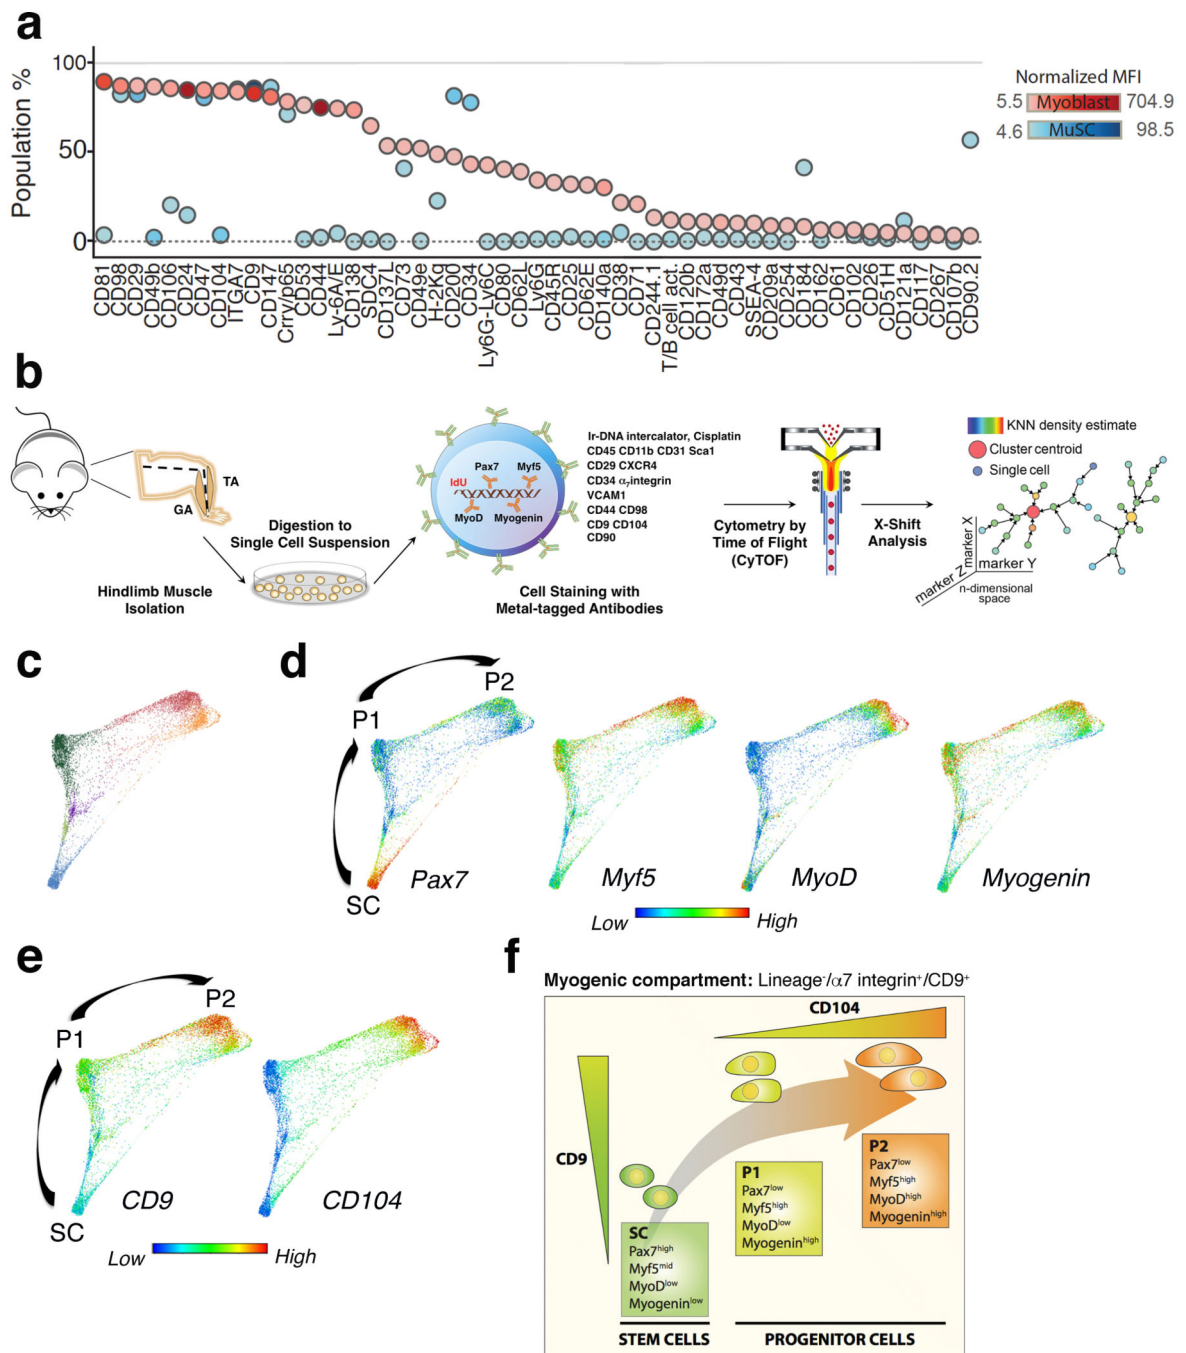 a
Population %
100
50
0
Normalized MFI
5.5 Myoblast 704.9
4.6 MuSC 98.5
CD81
CD98
CD29
CD49b
CD106
CD24
CD47
CD104
ITGA7
CD9
CD147
Crry/p65
CD53
CD44
Ly-6A/E
CD138
SDC4
CD137L
CD73
CD49e
H-2Kq
CD200
CD34
Ly6G-Ly6C
CD80
CD62L
Ly6G
CD45R
CD25
CD62E
CD140a
CD38
CD71
CD244.1
T/B cell act.
CD120b
CD172a
CD49d
CD43
SSEA-4
CD209a
CD254
CD184
CD162
CD61
CD102
CD26
CD51H
CD121a
CD117
CD267
CD107b
CD90.2
b
TA
GA
Hindlimb Muscle
Isolation
Digestion to
Single Cell Suspension
IdU
Pax7 Myf5
MyoD Myogenin
Ir-DNA intercalator, Cisplatin
CD45 CD11b CD31 Sca1
CD29 CXCR4
CD34 α7integrin
VCAM1
CD44 CD98
CD9 CD104
CD90
Cell Staining with
Metal-tagged Antibodies
Cytometry by
Time of Flight
(CyTOF)
X-Shift
Analysis
KNN density estimate
Cluster centroid
Single cell
marker X
marker Y
marker Z
n-dimensional
space
c
d
P1
P2
SC
Pax7
Myf5
MyoD
Myogenin
Low High
e
P1
P2
SC
CD9
CD104
Low High
f
Myogenic compartment: Lineage-/α7 integrin+/CD9+
CD104
CD9
SC
Pax7high
Myf5mid
MyoDlow
Myogeninlow
P1
Pax7low
Myf5high
MyoDlow
Myogeninhigh
P2
Pax7low
Myf5high
MyoDhigh
Myogeninhigh
STEM CELLS
PROGENITOR CELLS